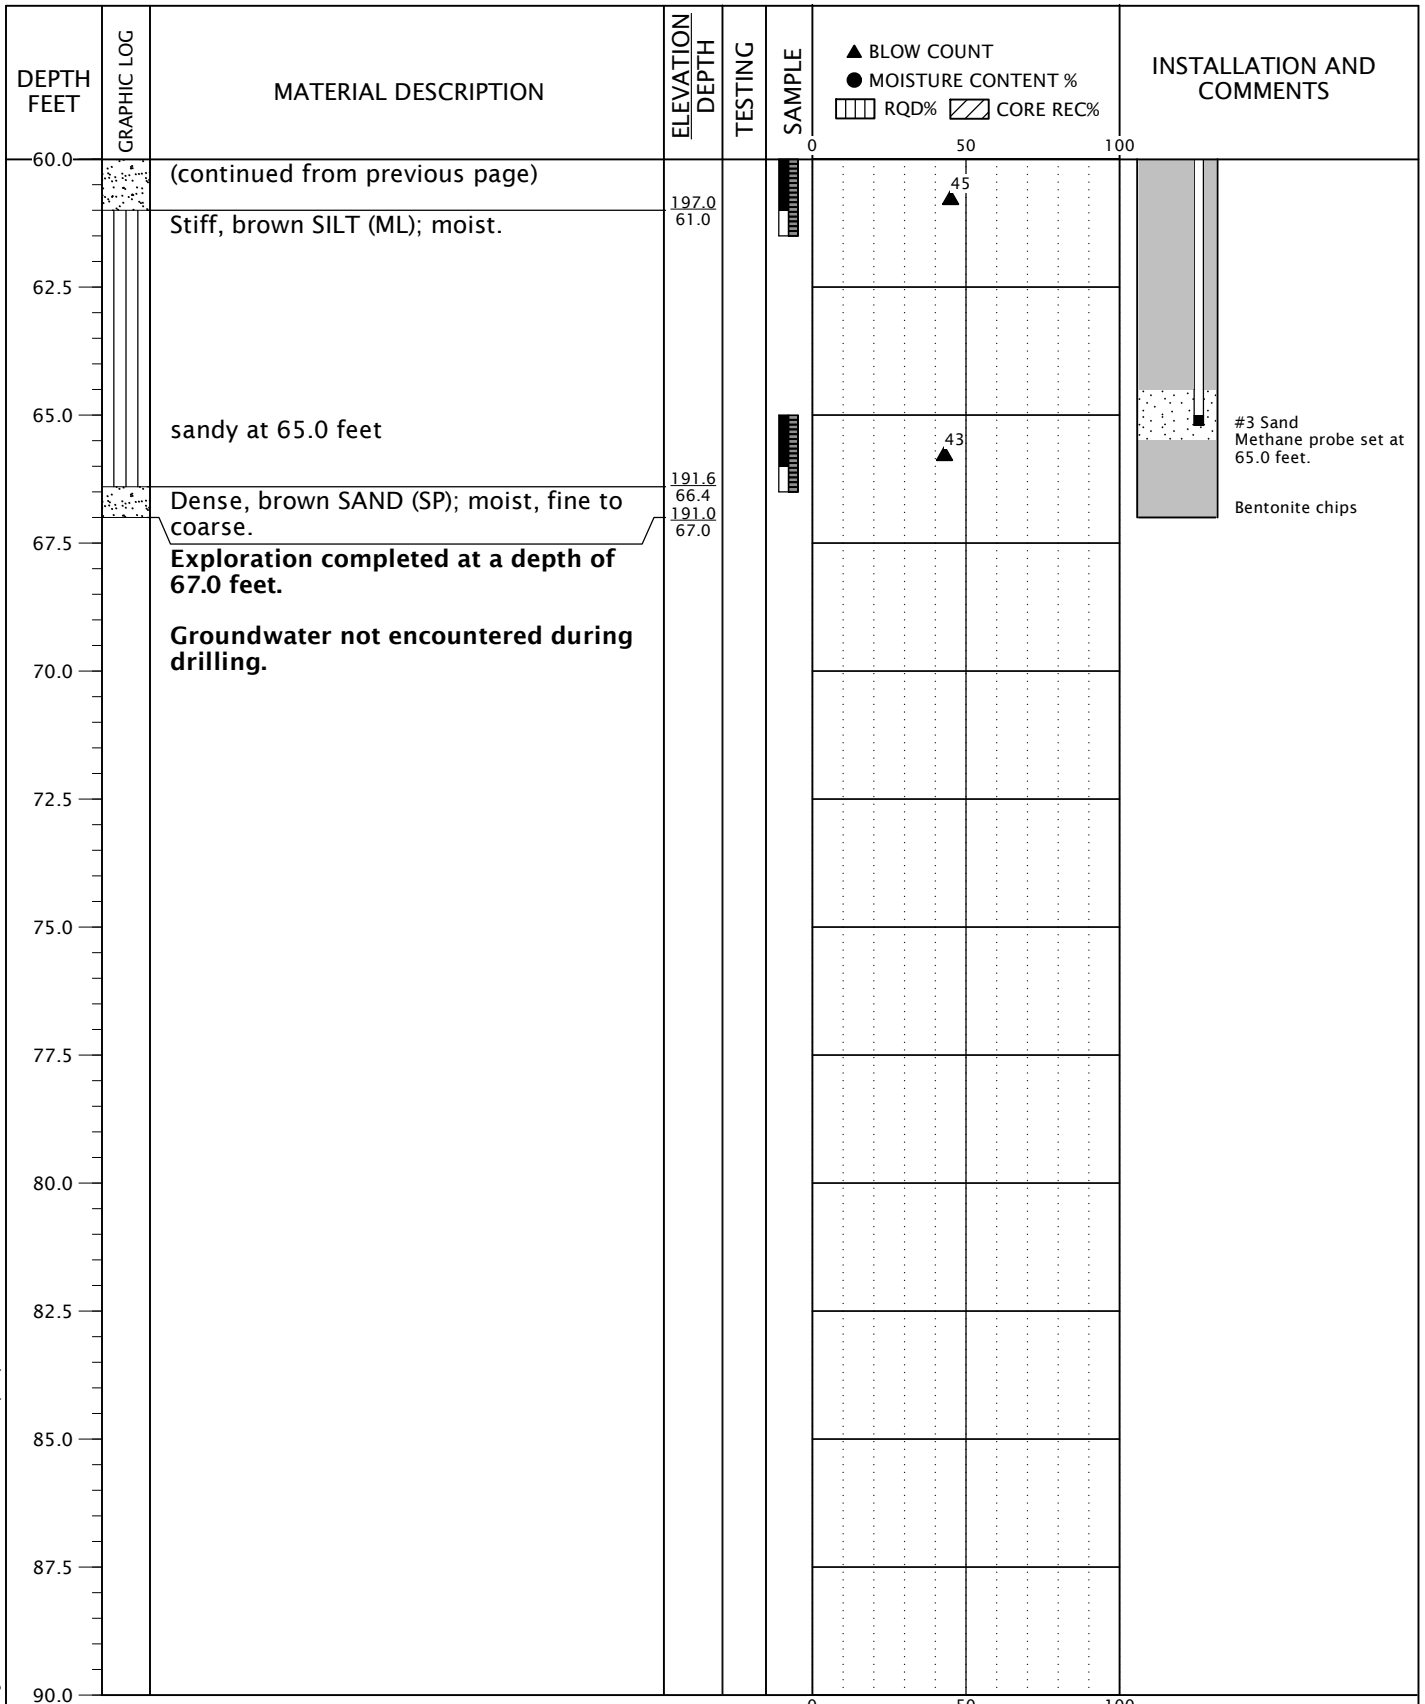 DEPTH
FEET
GRAPHIC LOG
MATERIAL DESCRIPTION
ELEVATION
DEPTH
TESTING
SAMPLE
▲ BLOW COUNT
● MOISTURE CONTENT %
RQD% CORE REC%
INSTALLATION AND
COMMENTS
0 50 100
60.0
(continued from previous page)
45
197.0
61.0
Stiff, brown SILT (ML); moist.
62.5
65.0
sandy at 65.0 feet
43
#3 Sand
Methane probe set at
65.0 feet.
191.6
66.4
Dense, brown SAND (SP); moist, fine to
coarse.
191.0
67.0
Bentonite chips
67.5
Exploration completed at a depth of
67.0 feet.
Groundwater not encountered during
drilling.
70.0
72.5
75.0
77.5
80.0
82.5
85.0
87.5
90.0
0 50 100